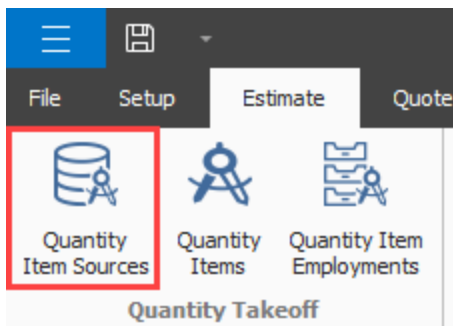 File Setup Estimate Quote
Quantity Item Sources
Quantity Items
Quantity Item Employments
Quantity Takeoff